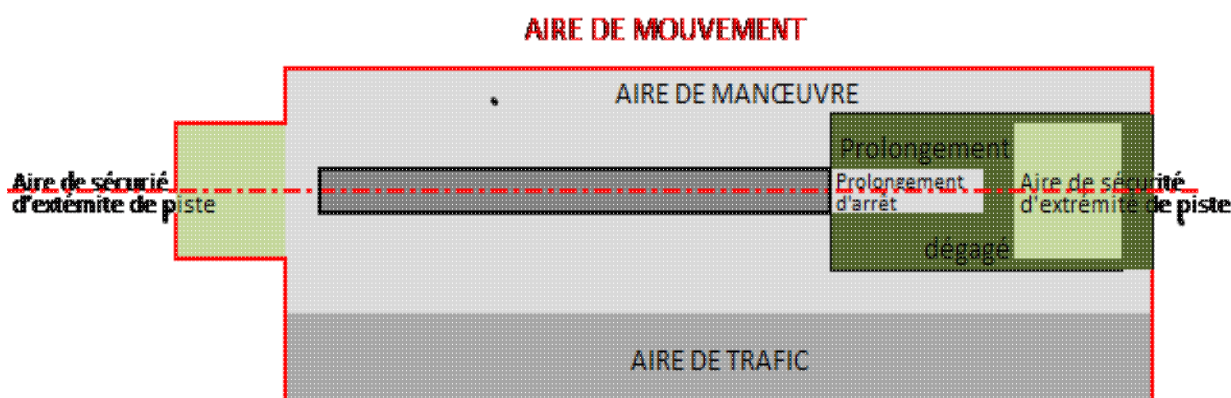 AIRE DE MOUVEMENT
AIRE DE MANŒUVRE
Aire de sécurié
d'extémite de piste
Prolongement
Prolongement
d'arrêt
dégagé
Aire de sécurité
d'extrémité de piste
AIRE DE TRAFIC